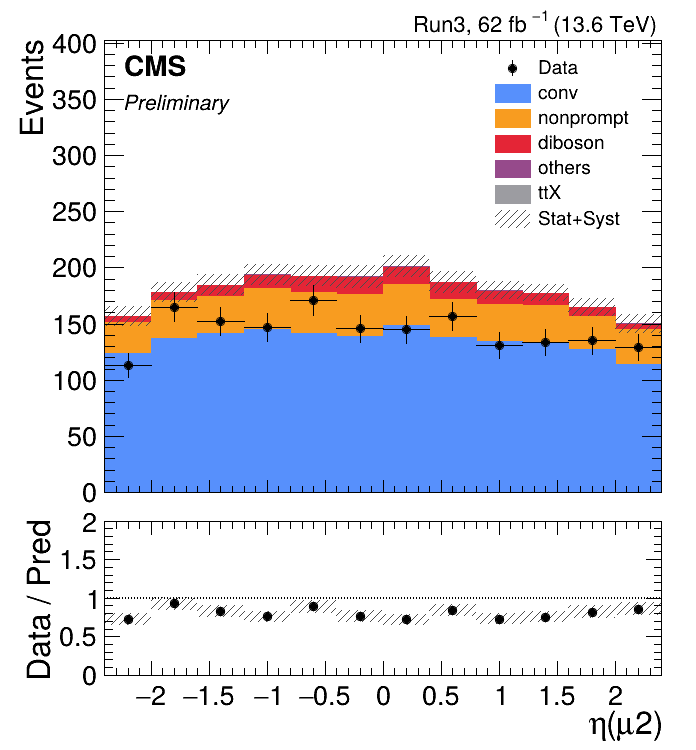 Run3, 62 fb⁻¹ (13.6 TeV)
CMS
Preliminary
Events
400
350
300
250
200
150
100
50
0
Data
conv
nonprompt
diboson
others
ttX
Stat+Syst
Data / Pred
2
1.5
1
0.5
0
−2
−1.5
−1
−0.5
0
0.5
1
1.5
2
η(μ2)